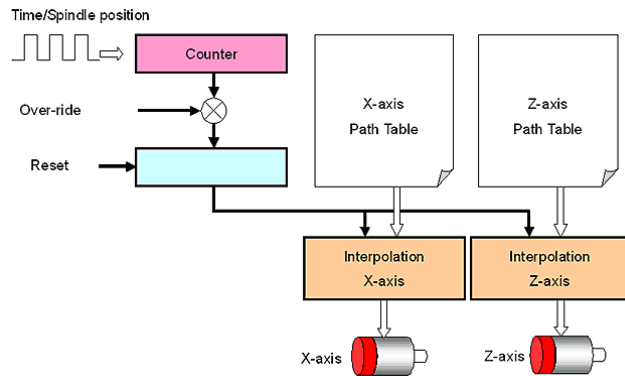 Time/Spindle position
Counter
Over-ride
Reset
X-axis
Path Table
Z-axis
Path Table
Interpolation
X-axis
Interpolation
Z-axis
X-axis
Z-axis